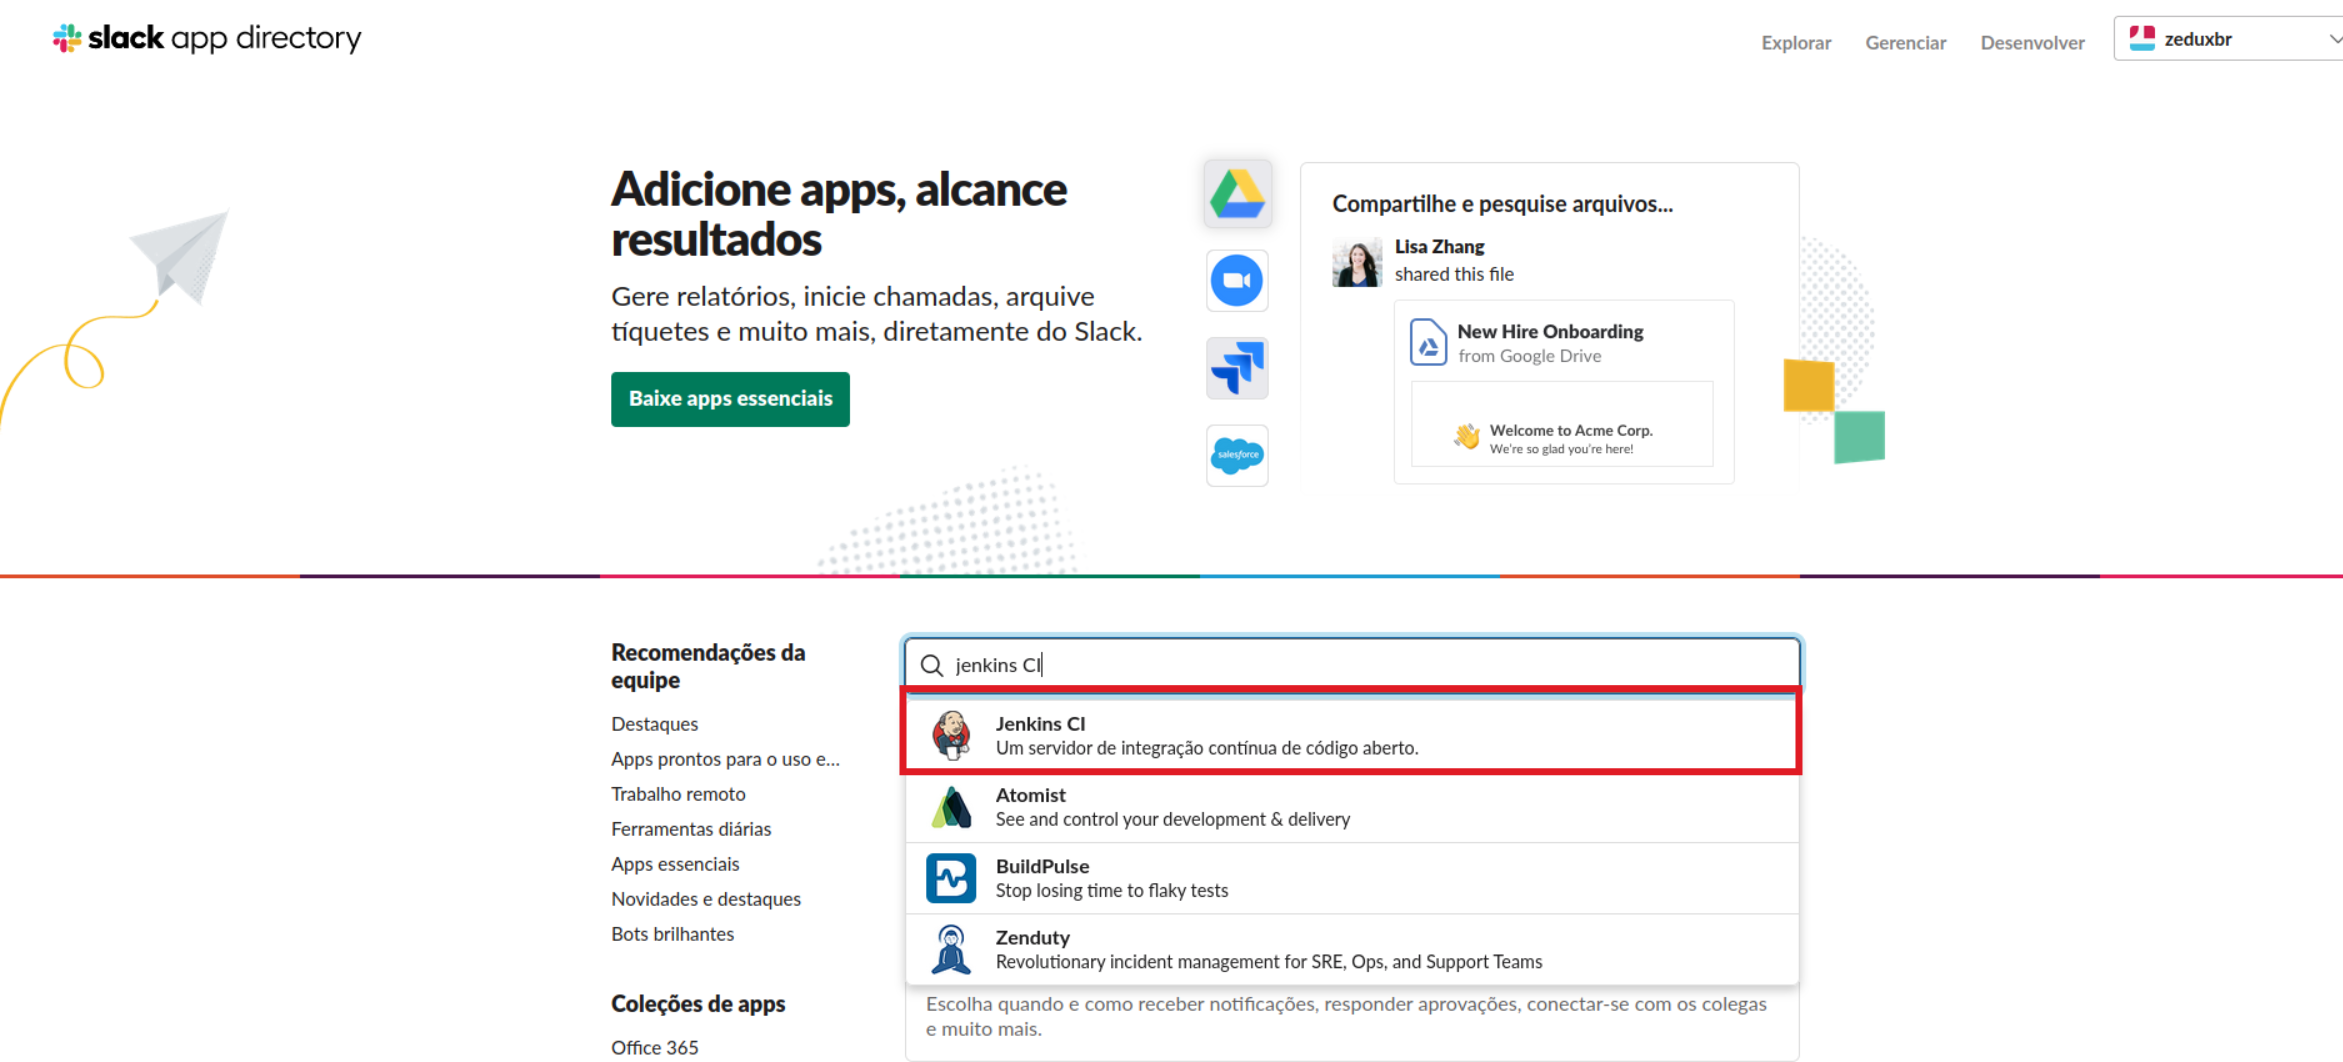 slack app directory
Explorar Gerenciar Desenvolver zeduxbr
Adicione apps, alcance
resultados
Gere relatórios, inicie chamadas, arquive
tíquetes e muito mais, diretamente do Slack.
Baixe apps essenciais
salesforce
Compartilhe e pesquise arquivos...
Lisa Zhang
shared this file
New Hire Onboarding
from Google Drive
Welcome to Acme Corp.
We're so glad you're here!
Recomendações da
equipe
Destaques
Apps prontos para o uso e...
Trabalho remoto
Ferramentas diárias
Apps essenciais
Novidades e destaques
Bots brilhantes
Coleções de apps
Office 365
jenkins CI
Jenkins CI
Um servidor de integração contínua de código aberto.
Atomist
See and control your development & delivery
BuildPulse
Stop losing time to flaky tests
Zenduty
Revolutionary incident management for SRE, Ops, and Support Teams
Escolha quando e como receber notificações, responder aprovações, conectar-se com os colegas
e muito mais.